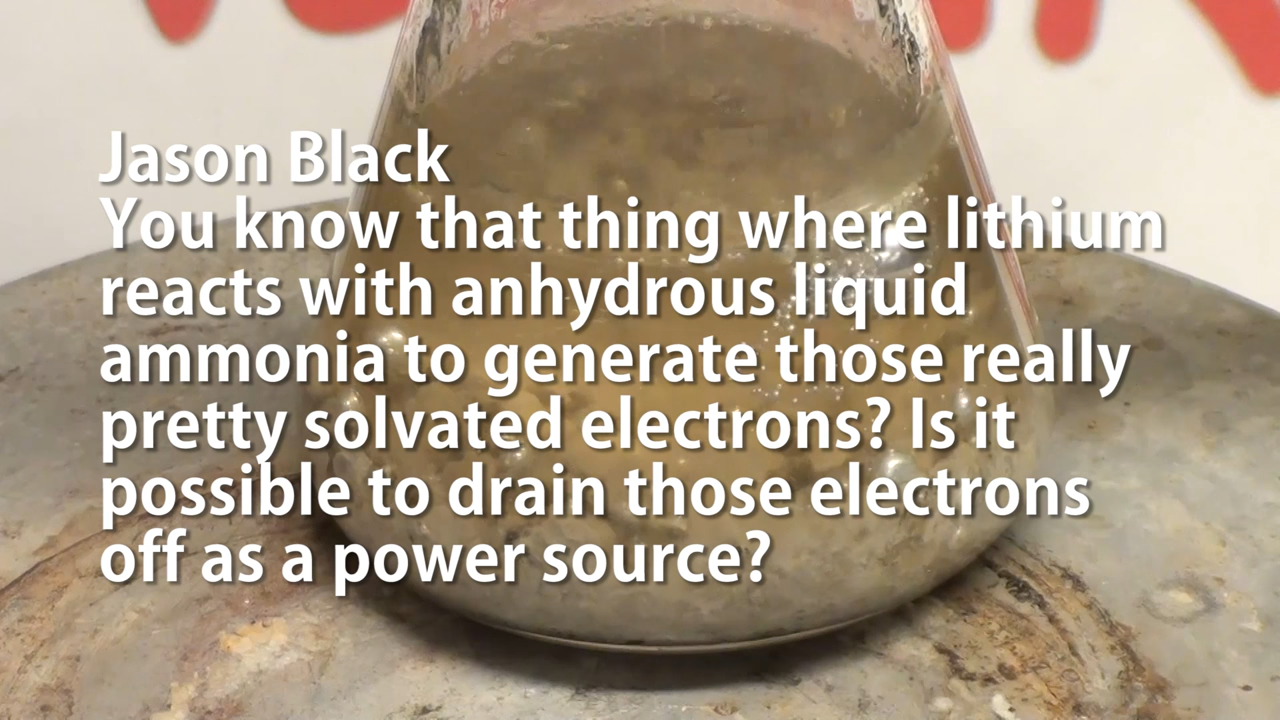 Jason Black
You know that thing where lithium
reacts with anhydrous liquid
ammonia to generate those really
pretty solvated electrons? Is it
possible to drain those electrons
off as a power source?